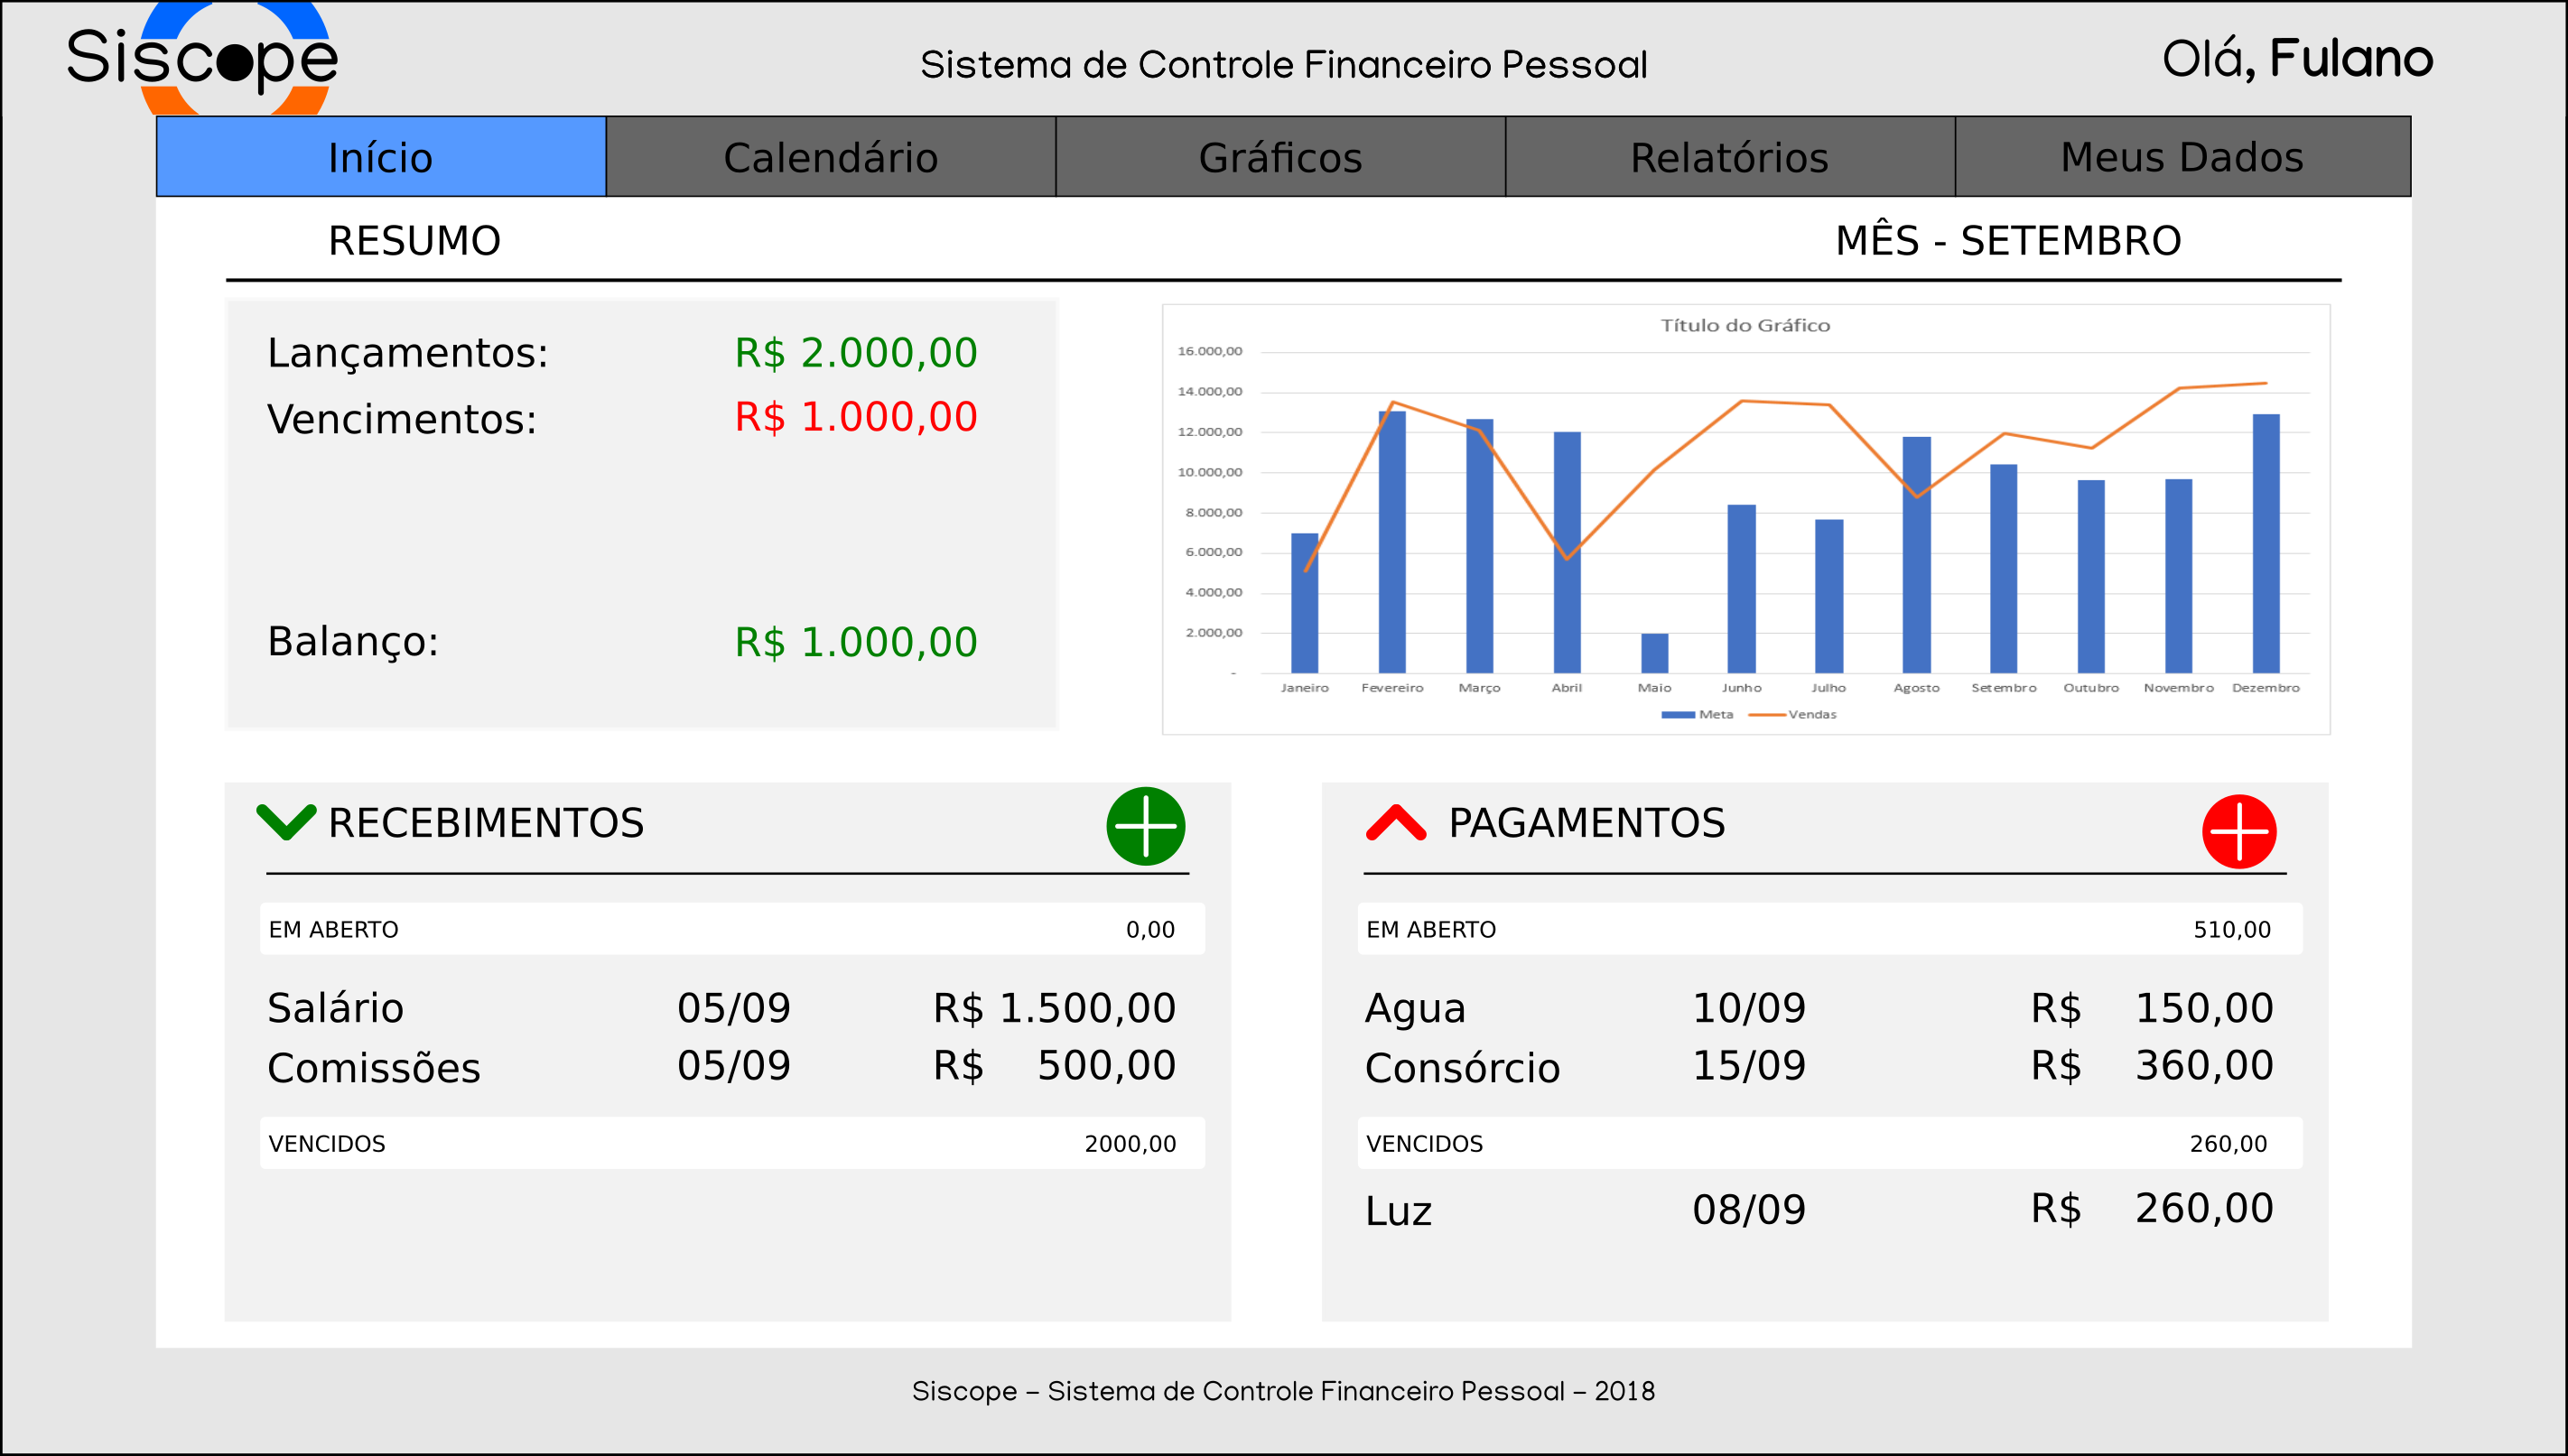 Siscope
Sistema de Controle Financeiro Pessoal
Olá, Fulano
Início Calendário Gráficos Relatórios Meus Dados
RESUMO MÊS - SETEMBRO
Lançamentos: R$ 2.000,00
Vencimentos: R$ 1.000,00
Balanço: R$ 1.000,00
Título do Gráfico
16.000,00
14.000,00
12.000,00
10.000,00
8.000,00
6.000,00
4.000,00
2.000,00
-
Janeiro Fevereiro Março Abril Maio Junho Julho Agosto Setembro Outubro Novembro Dezembro
Meta Vendas
RECEBIMENTOS
EM ABERTO 0,00
Salário 05/09 R$ 1.500,00
Comissões 05/09 R$ 500,00
VENCIDOS 2000,00
PAGAMENTOS
EM ABERTO 510,00
Agua 10/09 R$ 150,00
Consórcio 15/09 R$ 360,00
VENCIDOS 260,00
Luz 08/09 R$ 260,00
Siscope - Sistema de Controle Financeiro Pessoal - 2018